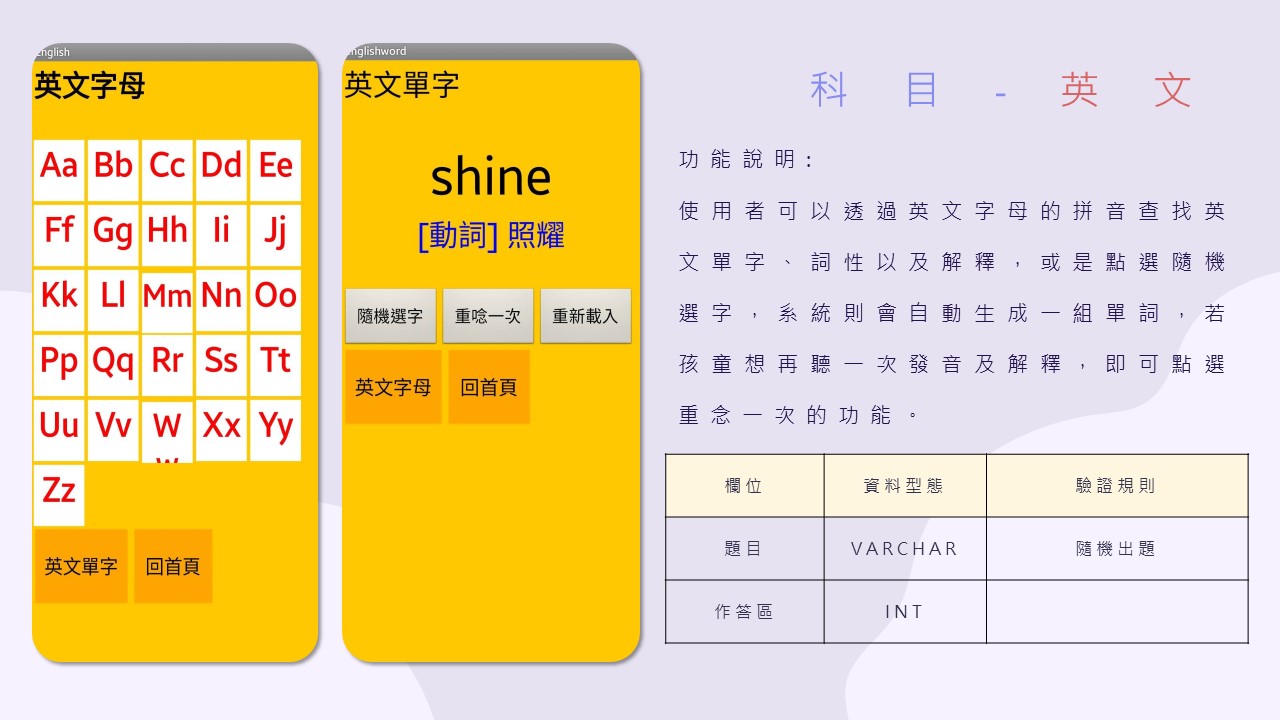 English
英文字母
Aa Bb Cc Dd Ee
Ff Gg Hh Ii Jj
Kk Ll Mm Nn Oo
Pp Qq Rr Ss Tt
Uu Vv W Xx Yy
w
Zz
英文單字 回首頁
nglishword
英文單字
shine
[動詞] 照耀
隨機選字 重唸一次 重新載入
英文字母 回首頁
科目-英文
功能說明:
使用者可以透過英文字母的拼音查找英
文單字、詞性以及解釋,或是點選隨機
選字,系統則會自動生成一組單詞,若
孩童想再聽一次發音及解釋,即可點選
重念一次的功能。
欄位 資料型態 驗證規則
題目 VARCHAR 隨機出題
作答區 INT